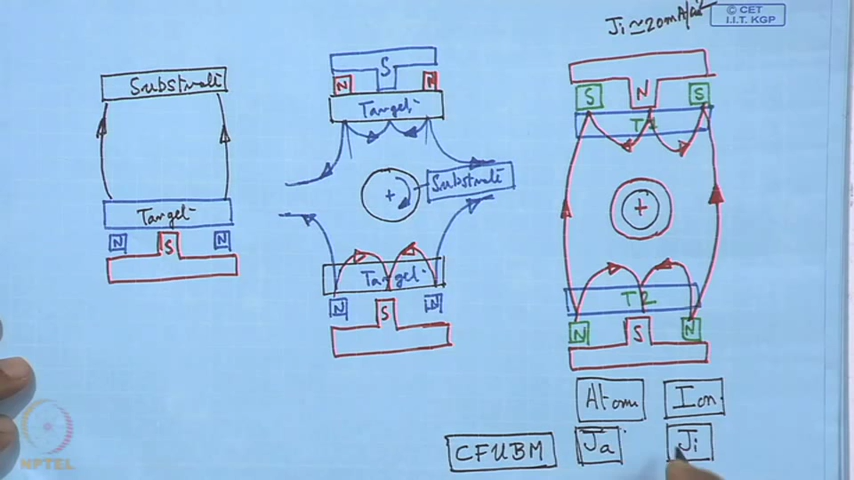 Ji ≃ 20mA/cm²
© CET
I.I.T. KGP
Substrate
Target
N S N
S
N N
Target
Substrate
Target
N S N
S N S
T1
T2
N S N
Atom Ion
CFUBM Ja Ji
NPTEL